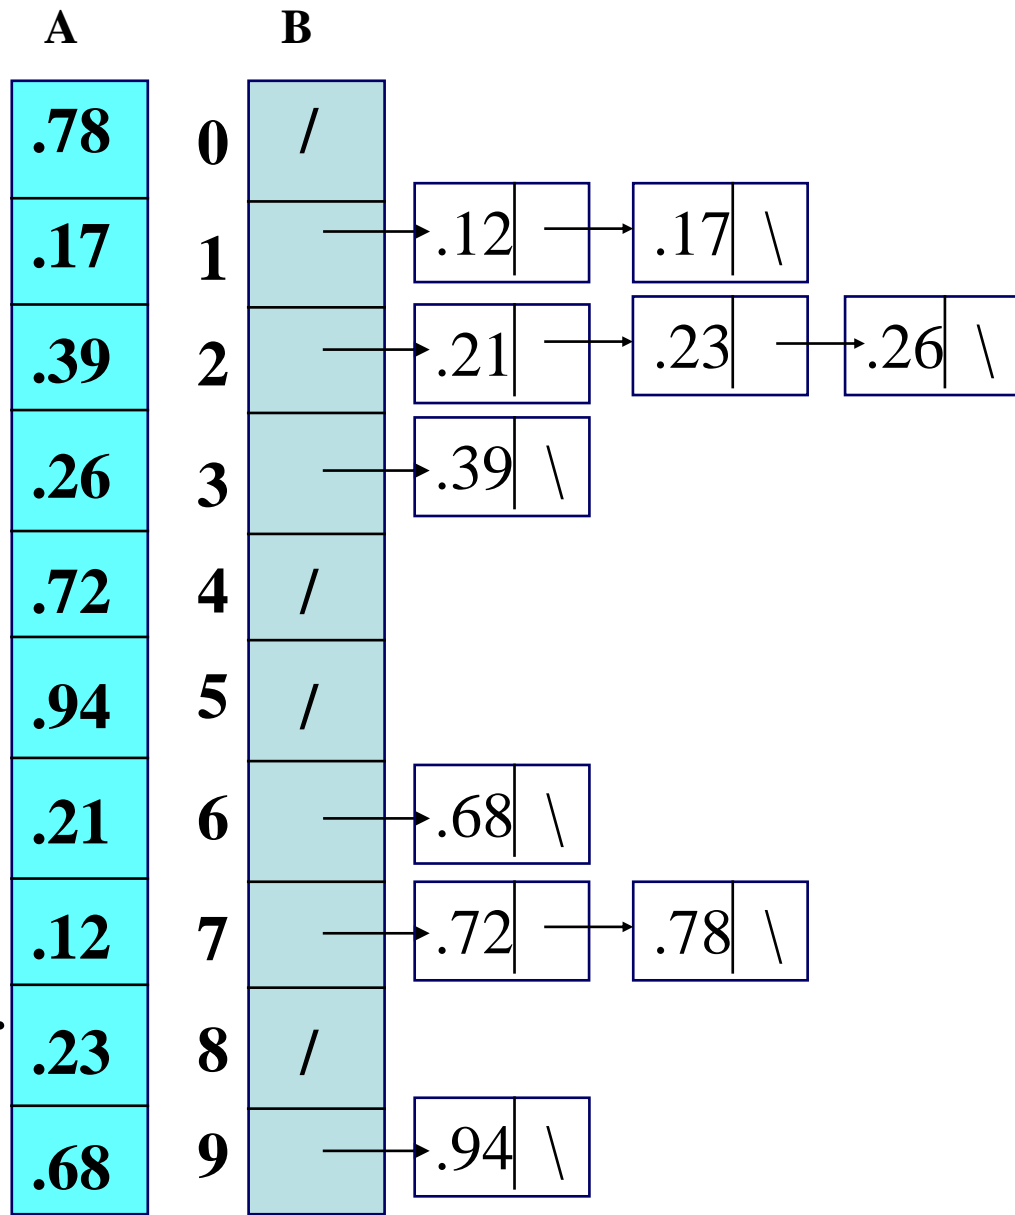 A B
.78 0 /
.17 1 .12 .17 \
.39 2 .21 .23 .26 \
.26 3 .39 \
.72 4 /
.94 5 /
.21 6 .68 \
.12 7 .72 .78 \
.23 8 /
.68 9 .94 \